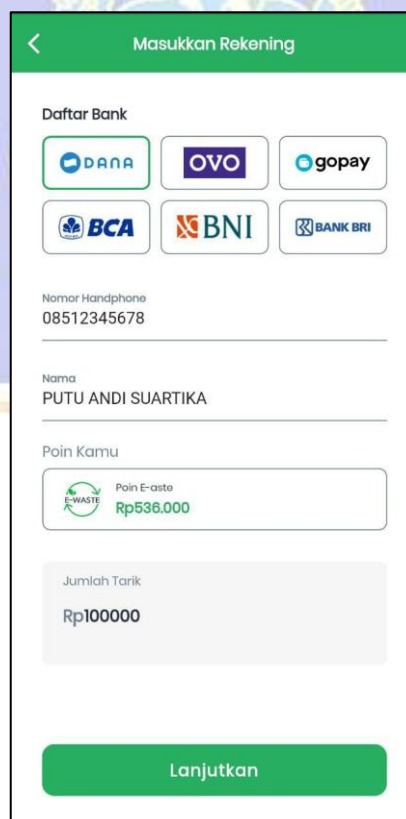 Masukkan Rekening
Daftar Bank
DANA OVO gopay
BCA BNI BANK BRI
Nomor Handphone
08512345678
Nama
PUTU ANDI SUARTIKA
Poin Kamu
E-WASTE
Poin E-aste
Rp536.000
Jumlah Tarik
Rp100000
Lanjutkan